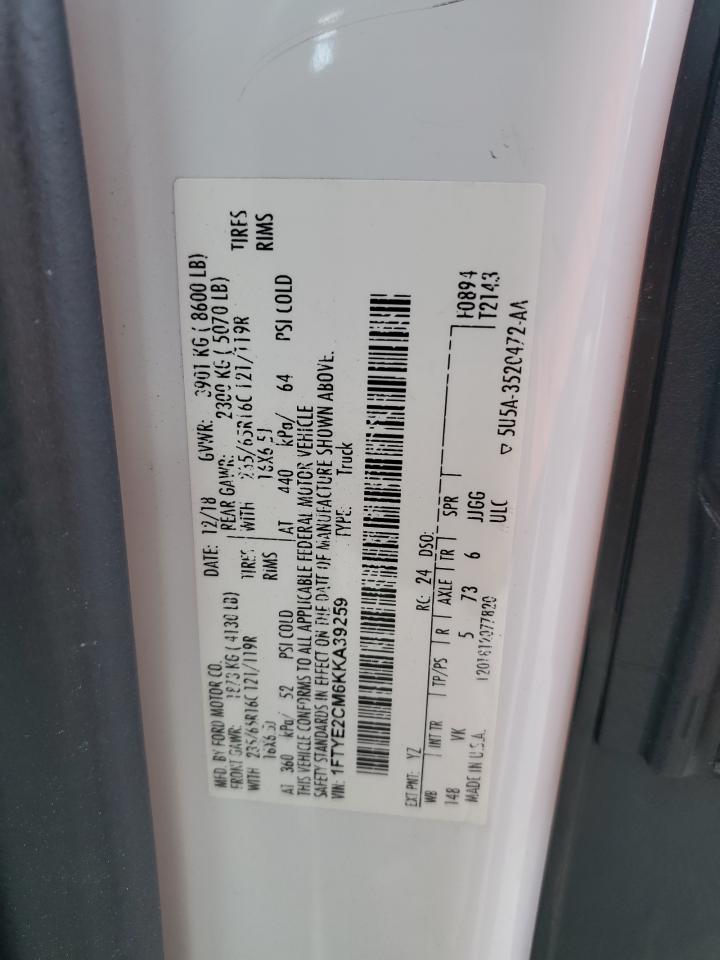 MFD. BY FORD MOTOR CO. DATE: 12/18 GVWR: 3901 KG ( 8600 LB)
FRONT GAWR: 1873 KG ( 4130 LB) REAR GAWR: 2300 KG ( 5070 LB)
WITH 235/65R16C 121/119R TIRES WITH 235/65R16C 121/119R TIRES
16X6.5J RIMS 16X6.5J RIMS
AT 360 kPa/ 52 PSI COLD AT 440 kPa/ 64 PSI COLD
THIS VEHICLE CONFORMS TO ALL APPLICABLE FEDERAL MOTOR VEHICLE
SAFETY STANDARDS IN EFFECT ON THE DATE OF MANUFACTURE SHOWN ABOVE.
VIN: 1FTYE2CM6KKA39259 TYPE: Truck
EXT PNT: YZ RC: 24 DSO:
WB INT TR TP/PS R AXLE TR SPR F0894
148 VK 5 73 6 JJGG T2143
MADE IN U.S.A. ULC
5U5A-3520472-AA